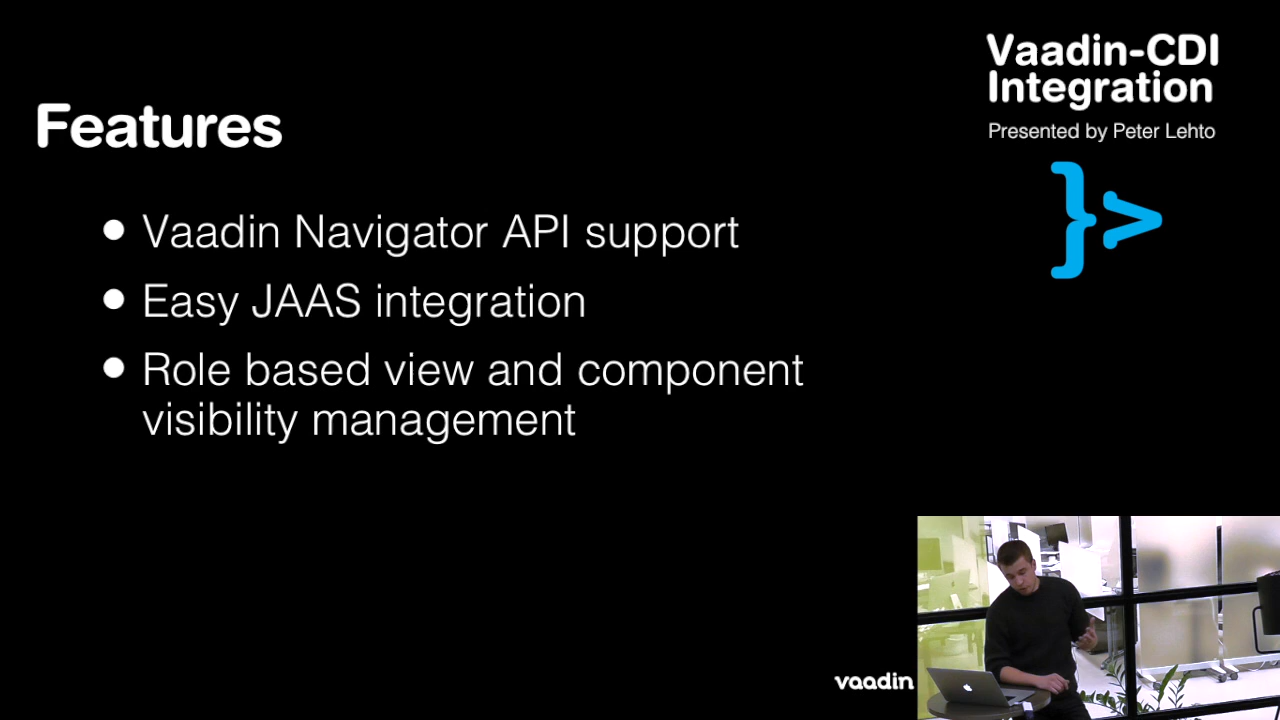 Vaadin-CDI
Integration
Presented by Peter Lehto
Features
Vaadin Navigator API support
Easy JAAS integration
Role based view and component
visibility management
vaadin